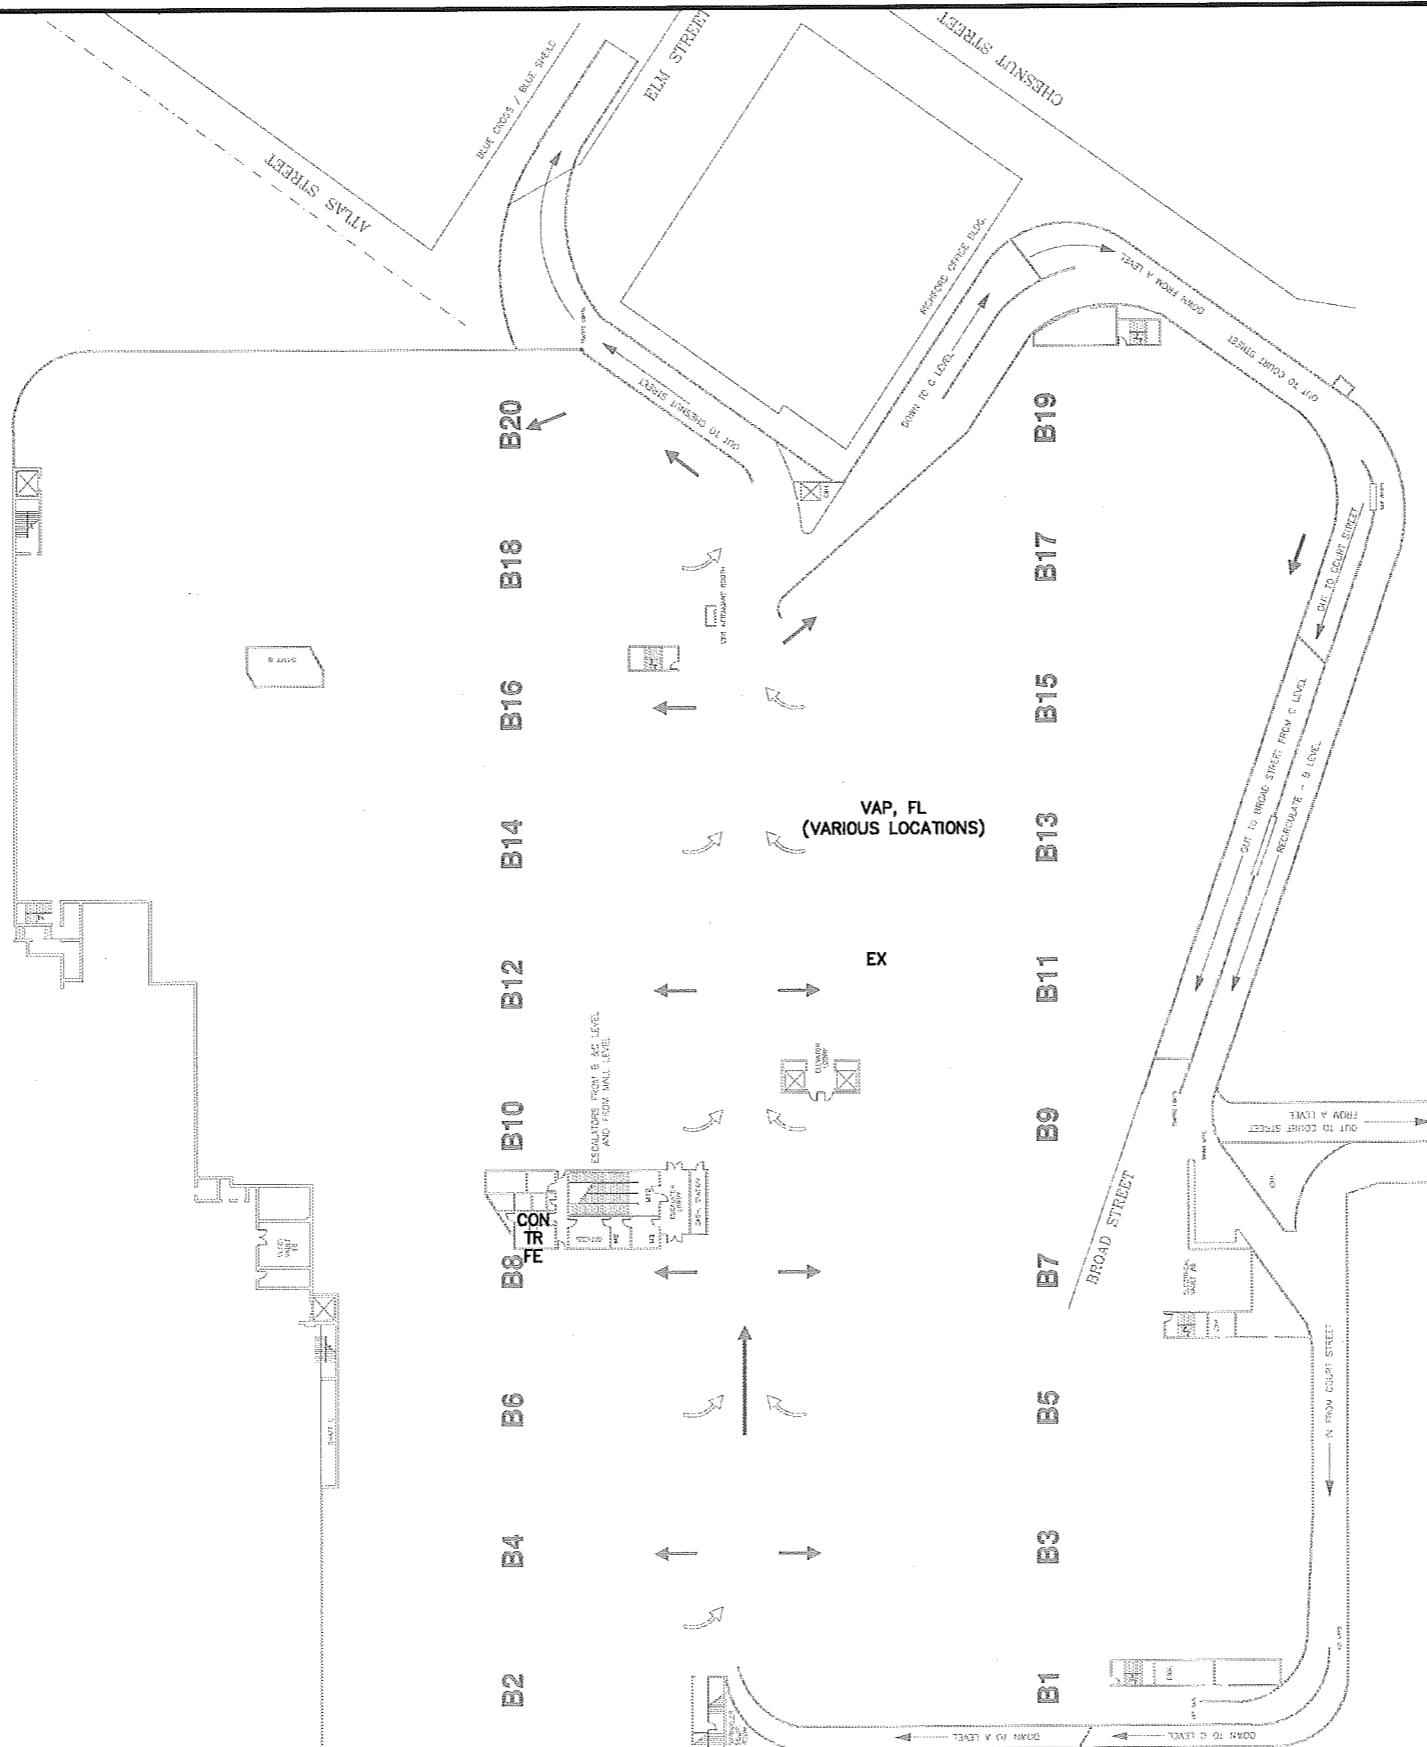 CHESNUT STREET
ELM STREET
BLUE CROSS / BLUE SHEILD
ATLAS STREET
RICHFORD OFFICE BLDG.
DOWN FROM A LEVEL
OUT TO COURT STREET
DOWN TO C LEVEL
OUT TO CHESNUT STREET
B20
B19
OUT TO COURT STREET
B18
B17
B16
B15
OUT TO BROAD STREET FROM C LEVEL
RECIRCULATE - B LEVEL
VAP, FL
(VARIOUS LOCATIONS)
B14
B13
EX
B12
B11
ESCALATORS FROM B &C LEVEL
AND FROM MALL LEVEL
ELEVATOR
LOBBY
B10
B9
OUT TO COURT STREET
FROM A LEVEL
BROAD STREET
CON
TR
FE
B8
B7
IN FROM COURT STREET
B6
B5
B4
B3
B2
B1
DOWN TO A LEVEL
DOWN TO C LEVEL